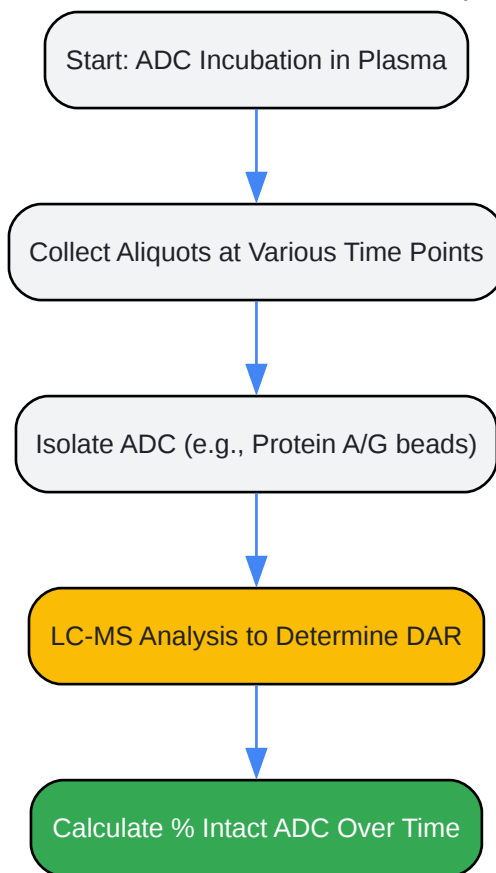 Start: ADC Incubation in Plasma
Collect Aliquots at Various Time Points
Isolate ADC (e.g., Protein A/G beads)
LC-MS Analysis to Determine DAR
Calculate % Intact ADC Over Time